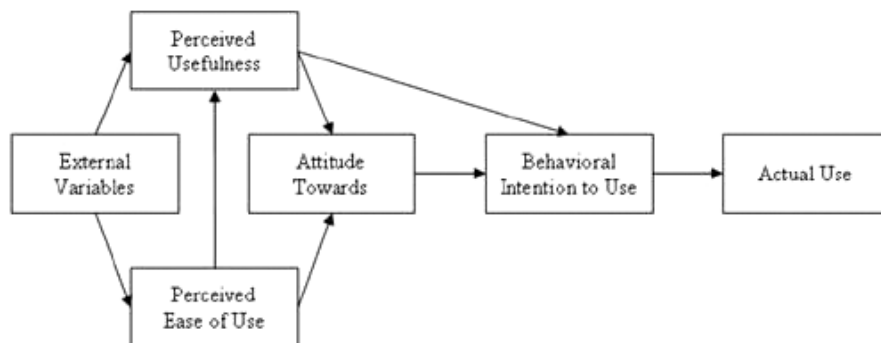 Perceived
Usefulness
External
Variables
Attitude
Towards
Behavioral
Intention to Use
Actual Use
Perceived
Ease of Use